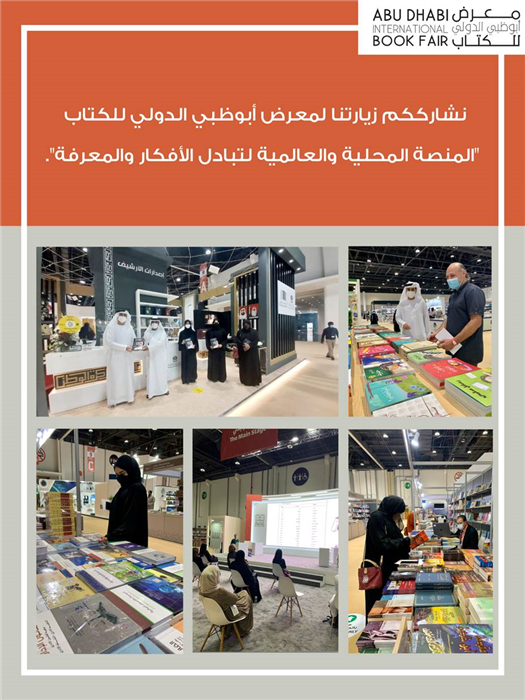 ABU DHABI
INTERNATIONAL
BOOK FAIR
معرض
أبوظبي الدولي
للكتاب
نشارككم زيارتنا لمعرض أبوظبي الدولي للكتاب
"المنصة المحلية والعالمية لتبادل الأفكار والمعرفة".
إصدارات الأرشيف
The Main Stage